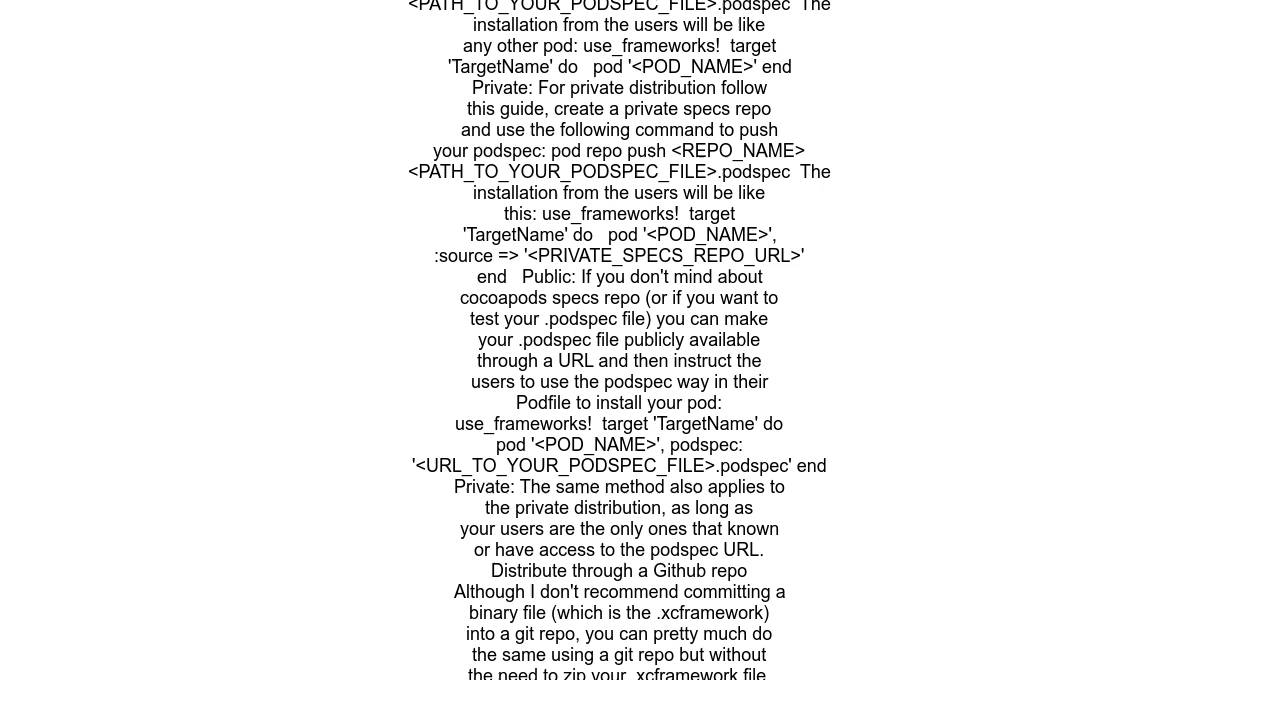 <PATH_TO_YOUR_PODSPEC_FILE>.podspec  The
installation from the users will be like
any other pod: use_frameworks!  target
'TargetName' do   pod '<POD_NAME>' end
Private: For private distribution follow
this guide, create a private specs repo
and use the following command to push
your podspec: pod repo push <REPO_NAME>
<PATH_TO_YOUR_PODSPEC_FILE>.podspec  The
installation from the users will be like
this: use_frameworks!  target
'TargetName' do   pod '<POD_NAME>',
:source => '<PRIVATE_SPECS_REPO_URL>'
end   Public: If you don't mind about
cocoapods specs repo (or if you want to
test your .podspec file) you can make
your .podspec file publicly available
through a URL and then instruct the
users to use the podspec way in their
Podfile to install your pod:
use_frameworks!  target 'TargetName' do
pod '<POD_NAME>', podspec:
'<URL_TO_YOUR_PODSPEC_FILE>.podspec' end
Private: The same method also applies to
the private distribution, as long as
your users are the only ones that known
or have access to the podspec URL.
Distribute through a Github repo
Although I don't recommend committing a
binary file (which is the .xcframework)
into a git repo, you can pretty much do
the same using a git repo but without
the need to zip your .xcframework file